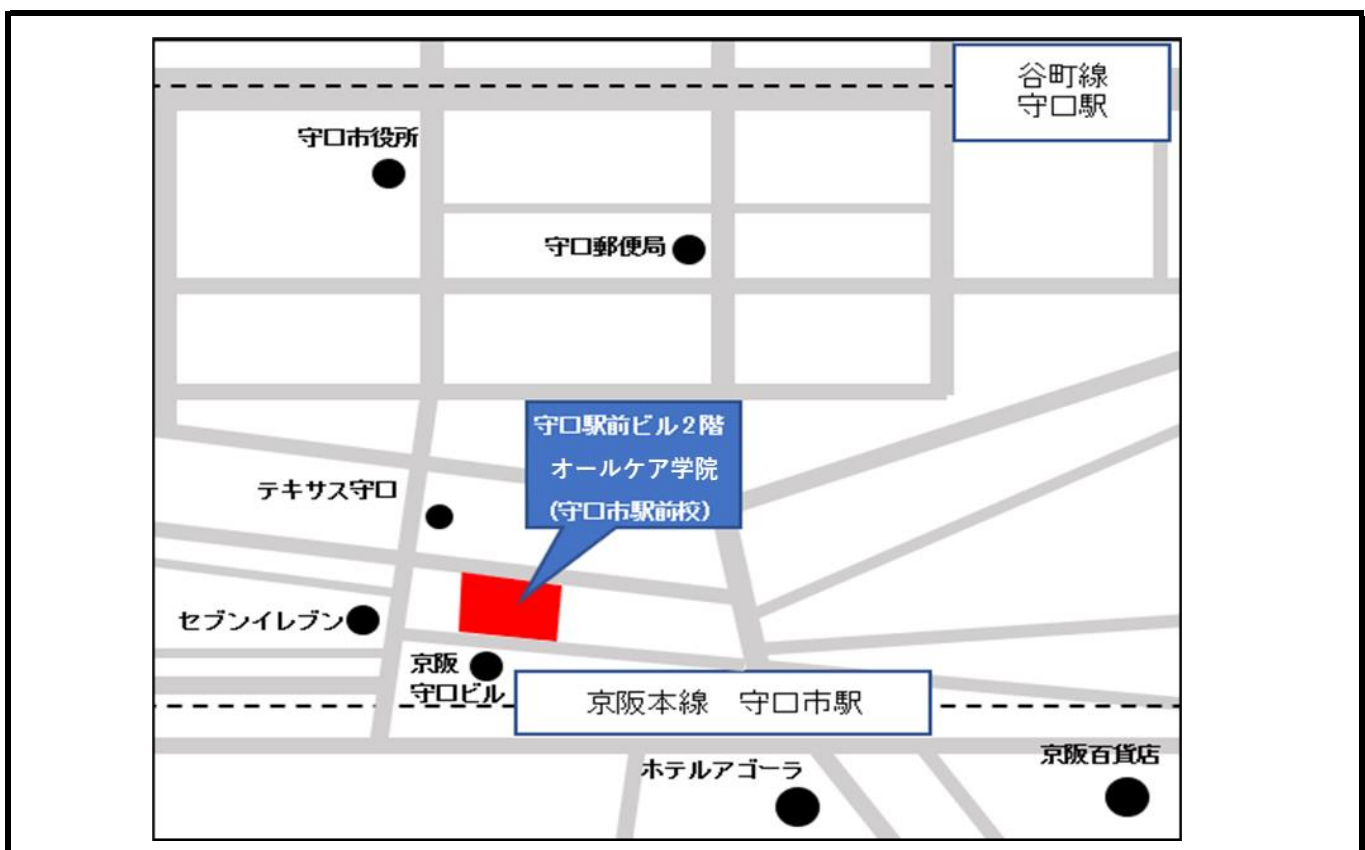 谷町線
守口駅
守口市役所
守口郵便局
守口駅前ビル2階
オールケア学院
(守口市駅前校)
テキサス守口
セブンイレブン
京阪
守口ビル
京阪本線　守口市駅
ホテルアゴーラ
京阪百貨店